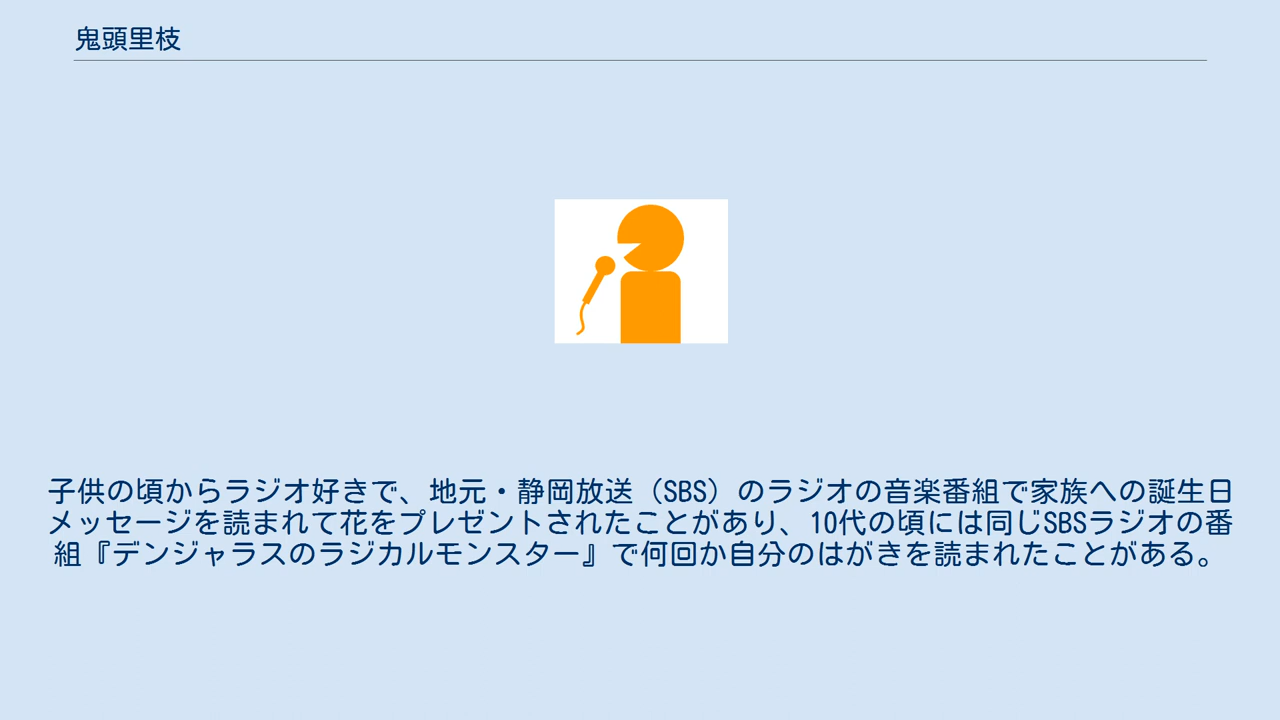 鬼頭里枝
子供の頃からラジオ好きで、地元・静岡放送（SBS）のラジオの音楽番組で家族への誕生日
メッセージを読まれて花をプレゼントされたことがあり、10代の頃には同じSBSラジオの番
組『デンジャラスのラジカルモンスター』で何回か自分のはがきを読まれたことがある。